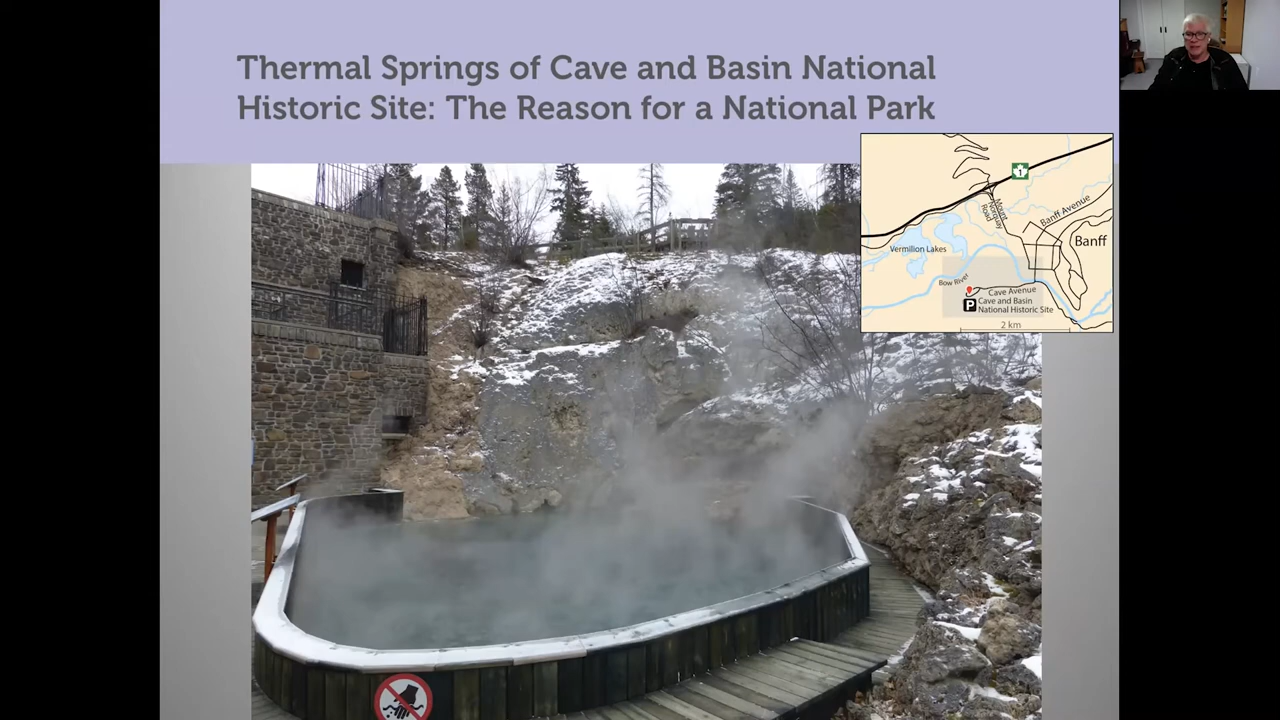 Thermal Springs of Cave and Basin National
Historic Site: The Reason for a National Park
1
Mount
Norquay
Road
Banff Avenue
Banff
Vermilion Lakes
Bow River
Cave Avenue
P
Cave and Basin
National Historic Site
2 km